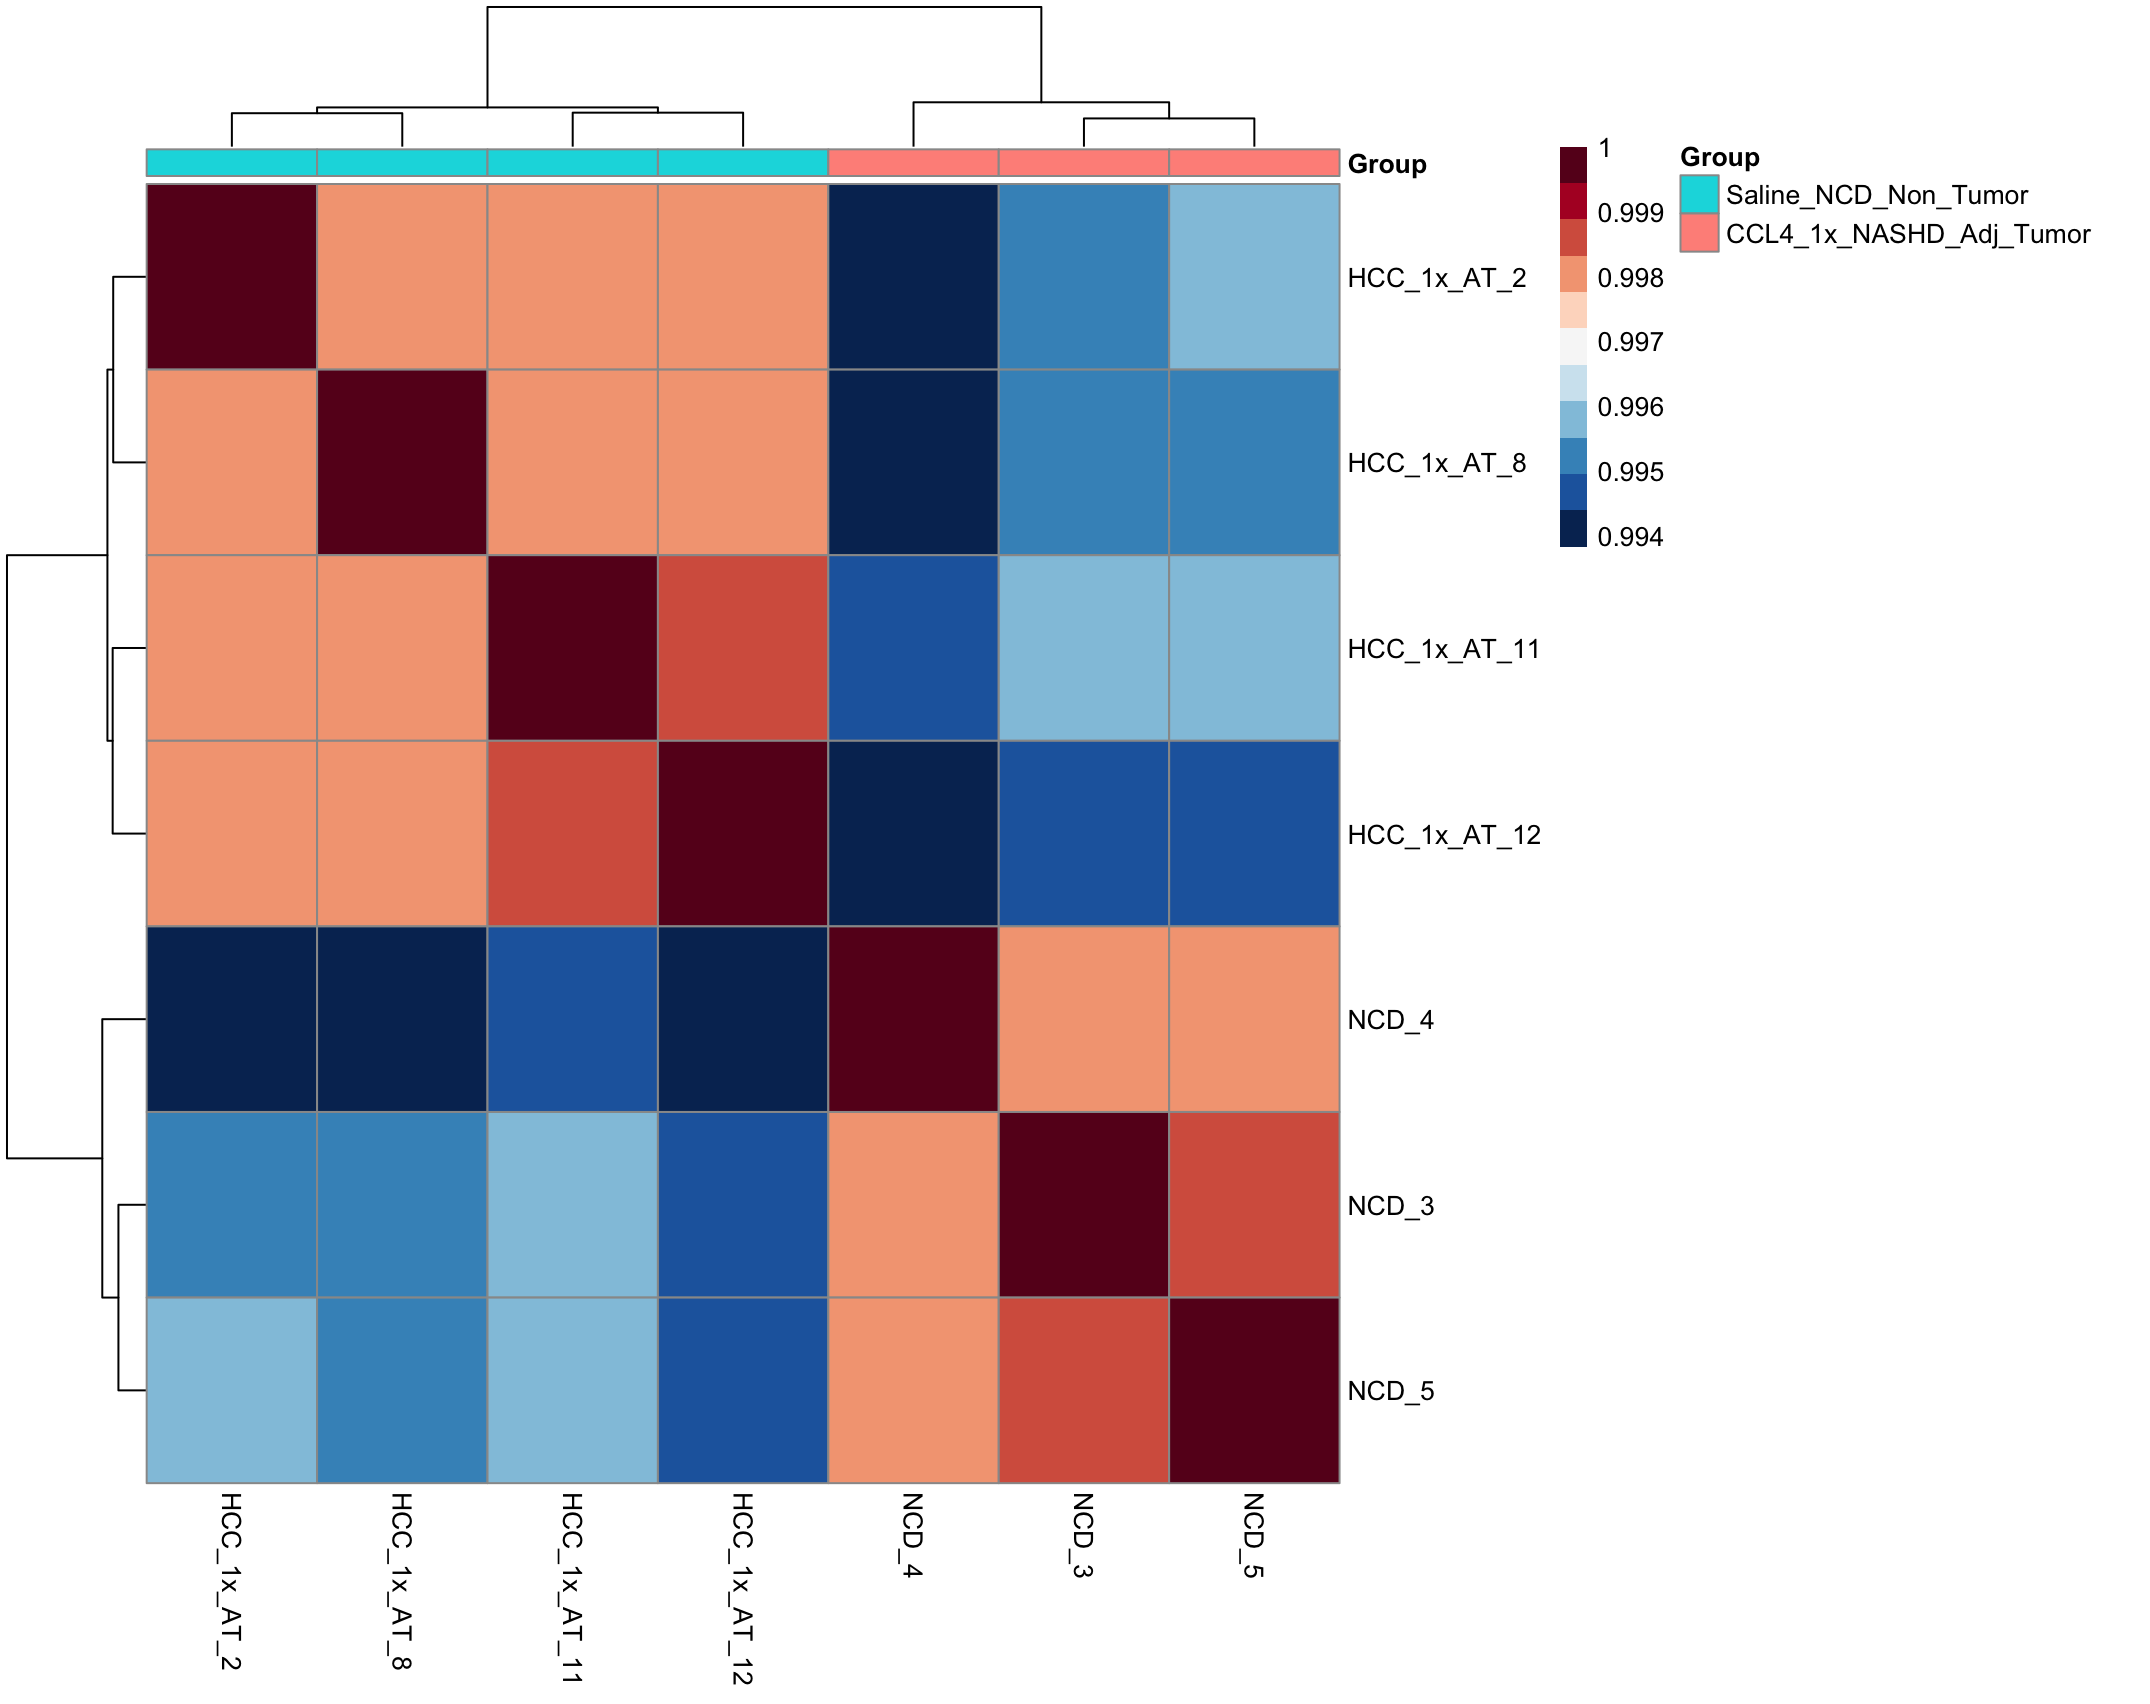 Group
HCC_1x_AT_2
HCC_1x_AT_8
HCC_1x_AT_11
HCC_1x_AT_12
NCD_4
NCD_3
NCD_5
HCC_1x_AT_2
HCC_1x_AT_8
HCC_1x_AT_11
HCC_1x_AT_12
NCD_4
NCD_3
NCD_5
1
0.999
0.998
0.997
0.996
0.995
0.994
Group
Saline_NCD_Non_Tumor
CCL4_1x_NASHD_Adj_Tumor